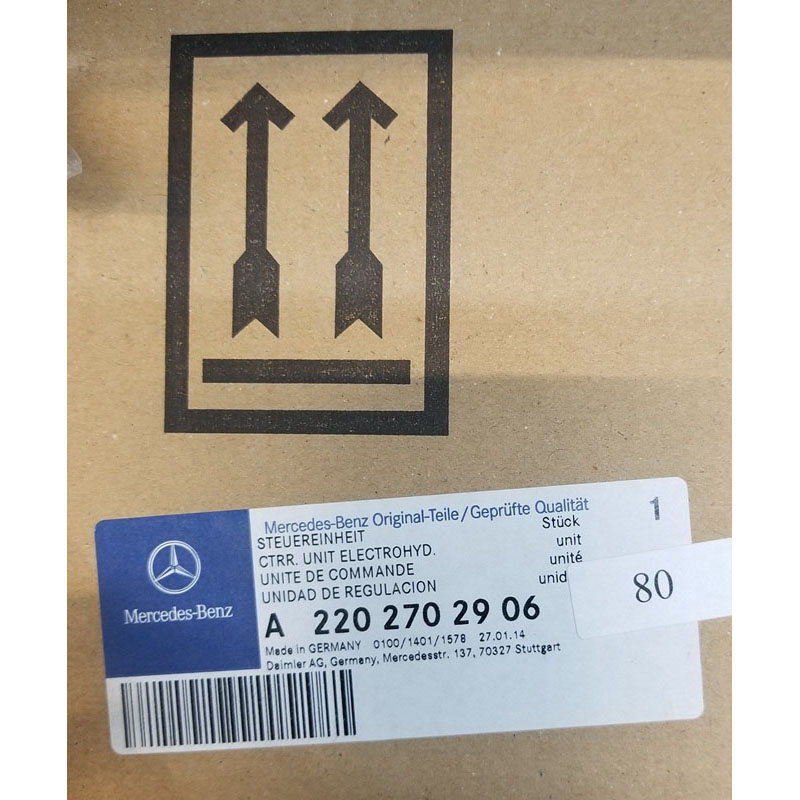 Mercedes-Benz Original-Teile/Geprüfte Qualität
1
STEUEREINHEIT Stück
CTRR. UNIT ELECTROHYD. unit
UNITE DE COMMANDE unité
UNIDAD DE REGULACION
A 220 270 29 06
80
Made in GERMANY 0100/1401/1578 27.01.14
Daimler AG, Germany, Mercedesstr. 137, 70327 Stuttgart
Mercedes-Benz